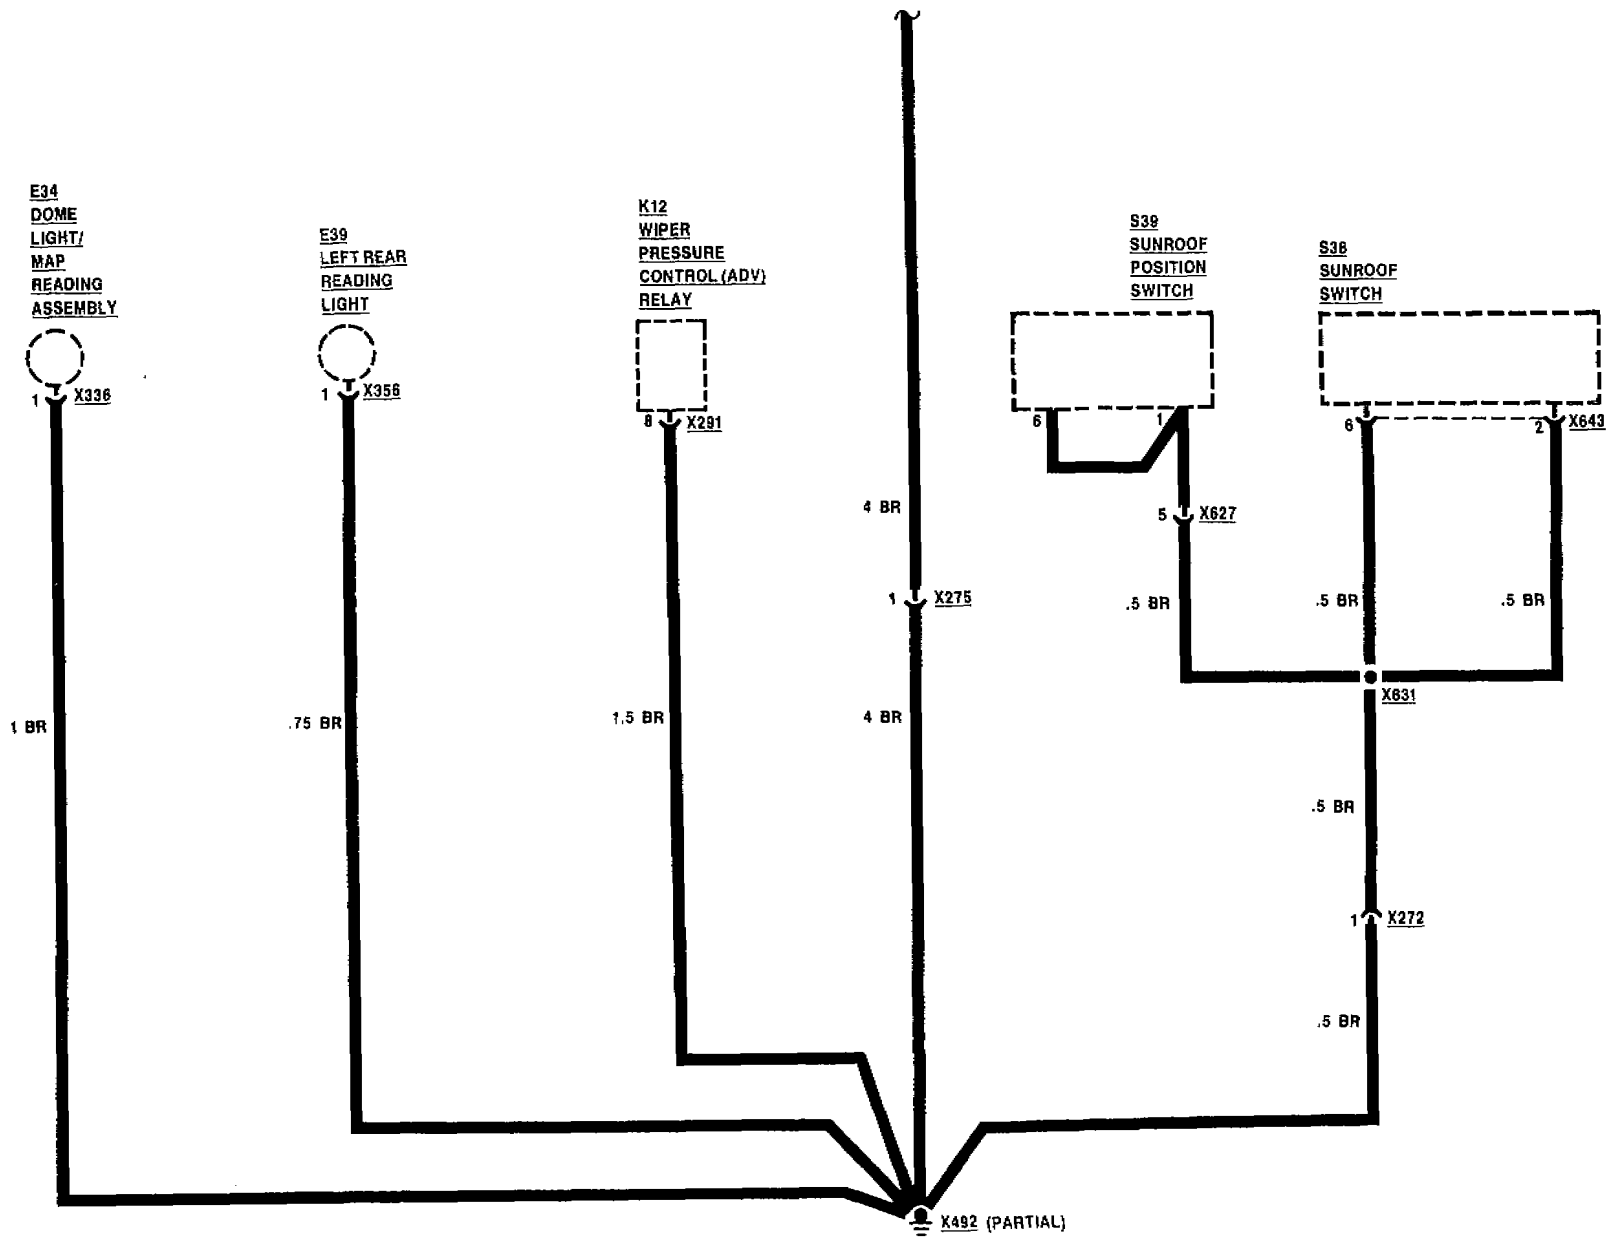 E34
DOME
LIGHT/
MAP
READING
ASSEMBLY
1 X336
1 BR
E39
LEFT REAR
READING
LIGHT
1 X356
.75 BR
K12
WIPER
PRESSURE
CONTROL (ADV)
RELAY
8 X291
1.5 BR
4 BR
1 X275
4 BR
S39
SUNROOF
POSITION
SWITCH
6 1
5 X627
.5 BR
S38
SUNROOF
SWITCH
6 2 X643
.5 BR .5 BR
X631
.5 BR
1 X272
.5 BR
X492 (PARTIAL)